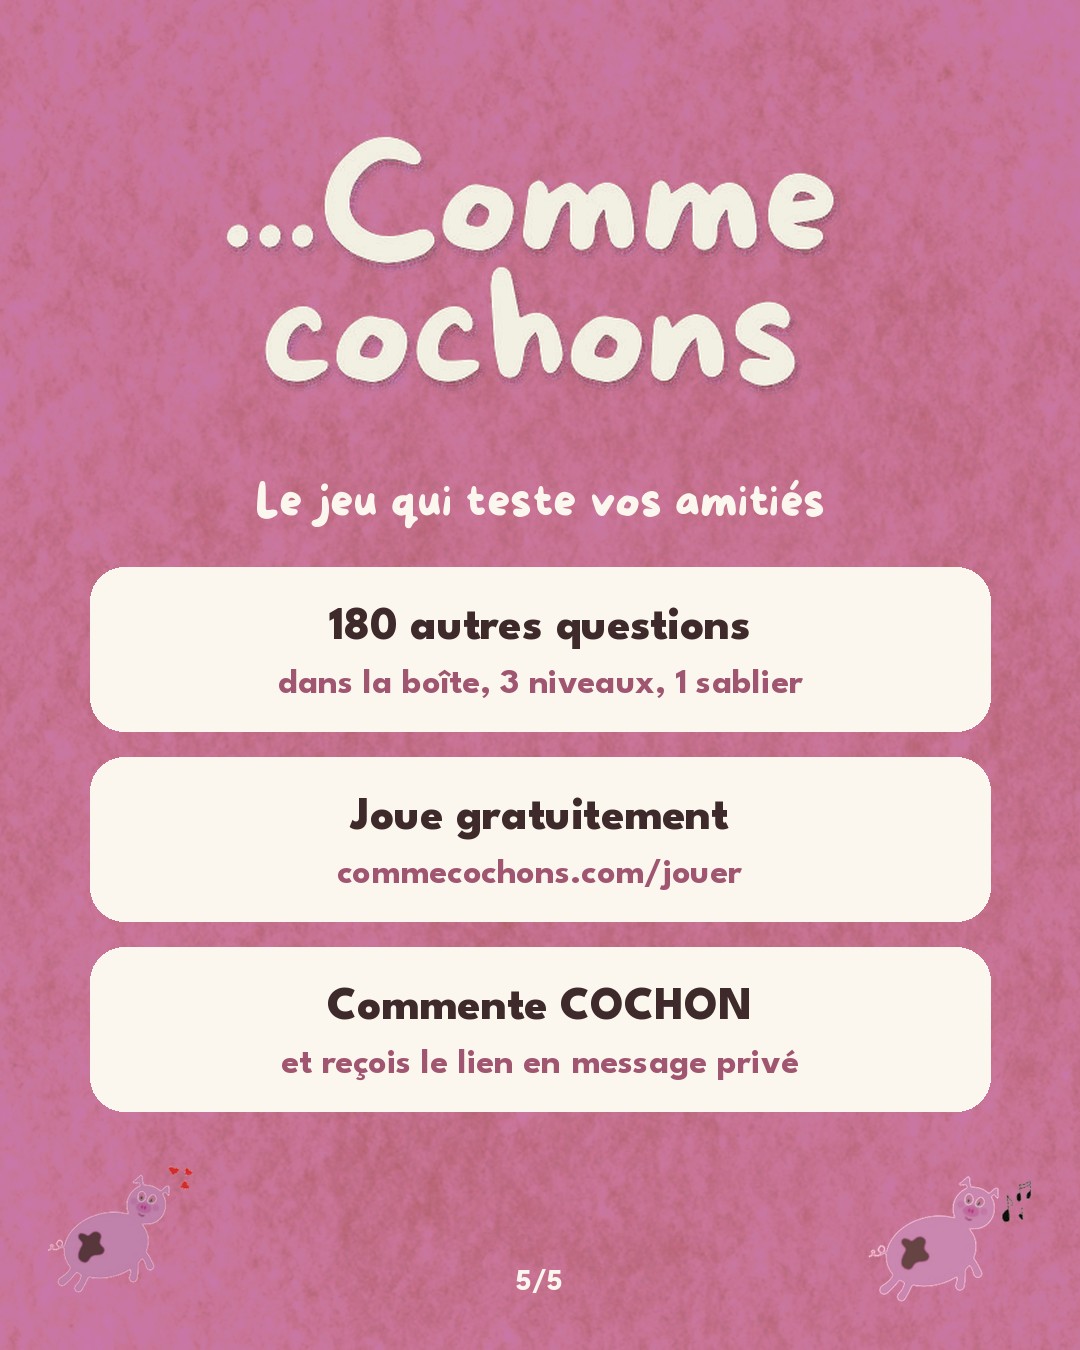 ...Comme
cochons
Le jeu qui teste vos amitiés
180 autres questions
dans la boîte, 3 niveaux, 1 sablier
Joue gratuitement
commecochons.com/jouer
Commente COCHON
et reçois le lien en message privé
5/5